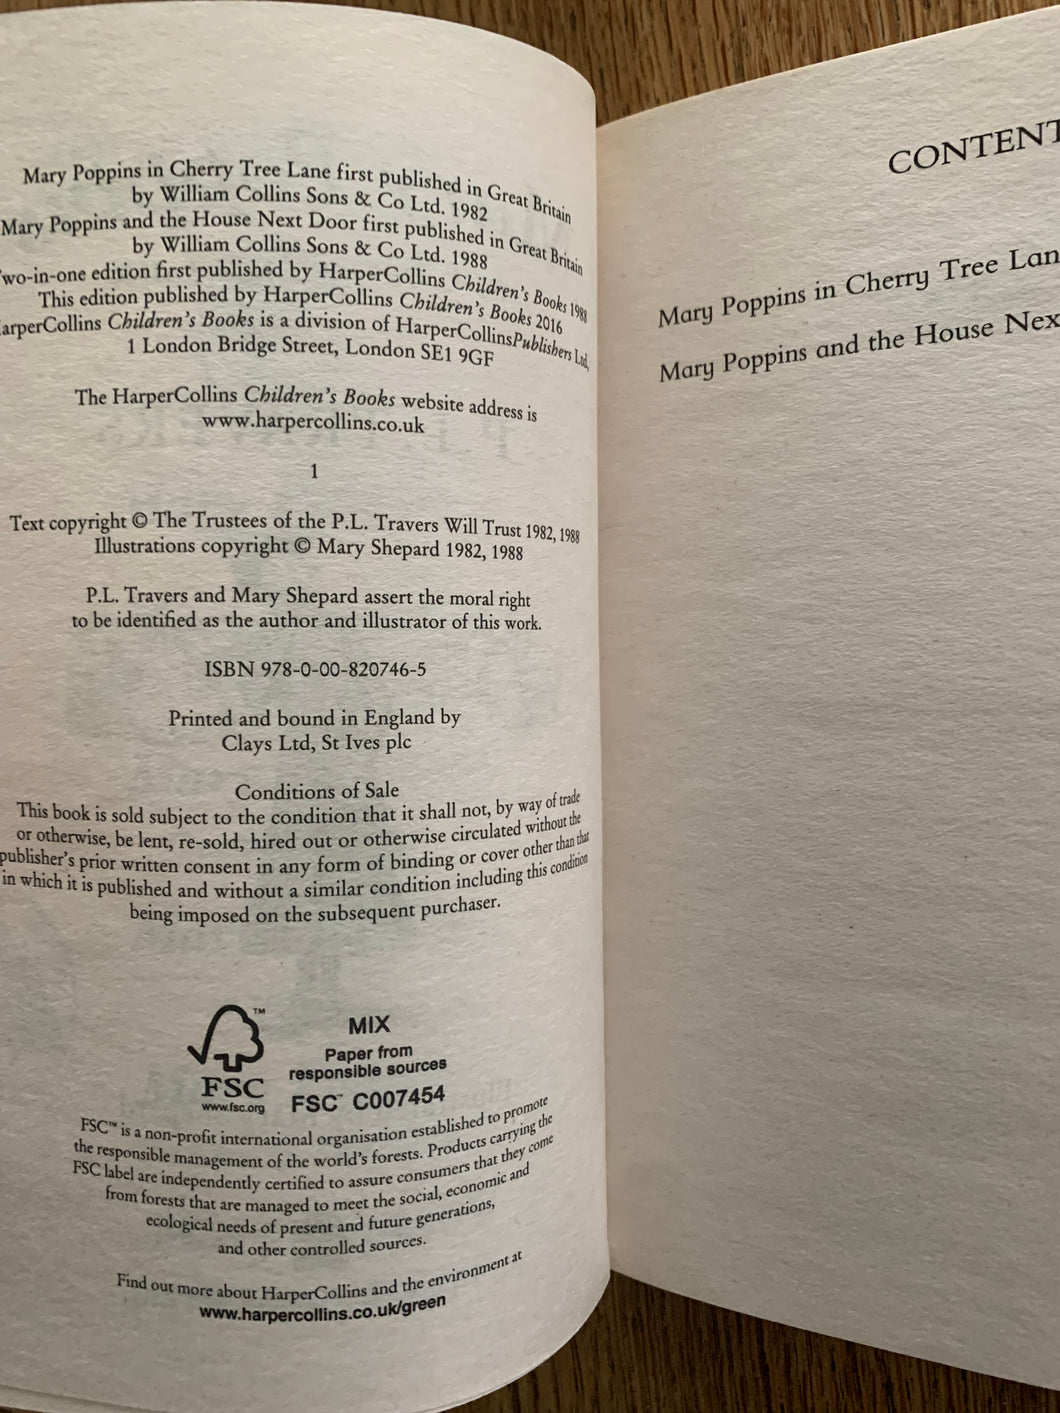 Mary Poppins in Cherry Tree Lane first published in Great Britain
by William Collins Sons & Co Ltd. 1982
Mary Poppins and the House Next Door first published in Great Britain
by William Collins Sons & Co Ltd. 1988
in-one edition first published by HarperCollins Children's Books 1988
This edition published by HarperCollins Children's Books 2016
Children's Books is a division of HarperCollinsPublishers Ltd,
1 London Bridge Street, London SE1 9GF
The HarperCollins Children's Books website address is
www.harpercollins.co.uk
1
Text copyright © The Trustees of the P.L. Travers Will Trust 1982, 1988
Illustrations copyright © Mary Shepard 1982, 1988
P.L. Travers and Mary Shepard assert the moral right
to be identified as the author and illustrator of this work.
ISBN 978-0-00-820746-5
Printed and bound in England by
Clays Ltd, St Ives plc
Conditions of Sale
This book is sold subject to the condition that it shall not, by way of trade
or otherwise, be lent, re-sold, hired out or otherwise circulated without the
publisher's prior written consent in any form of binding or cover other than that
in which it is published and without a similar condition including this condition
being imposed on the subsequent purchaser.
FSC
www.fsc.org
MIX
Paper from
responsible sources
FSC™ C007454
FSC™ is a non-profit international organisation established to promote
the responsible management of the world's forests. Products carrying the
FSC label are independently certified to assure consumers that they come
from forests that are managed to meet the social, economic and
ecological needs of present and future generations,
and other controlled sources.
Find out more about HarperCollins and the environment at
www.harpercollins.co.uk/green
CONTENT
Mary Poppins in Cherry Tree Lan
Mary Poppins and the House Nex